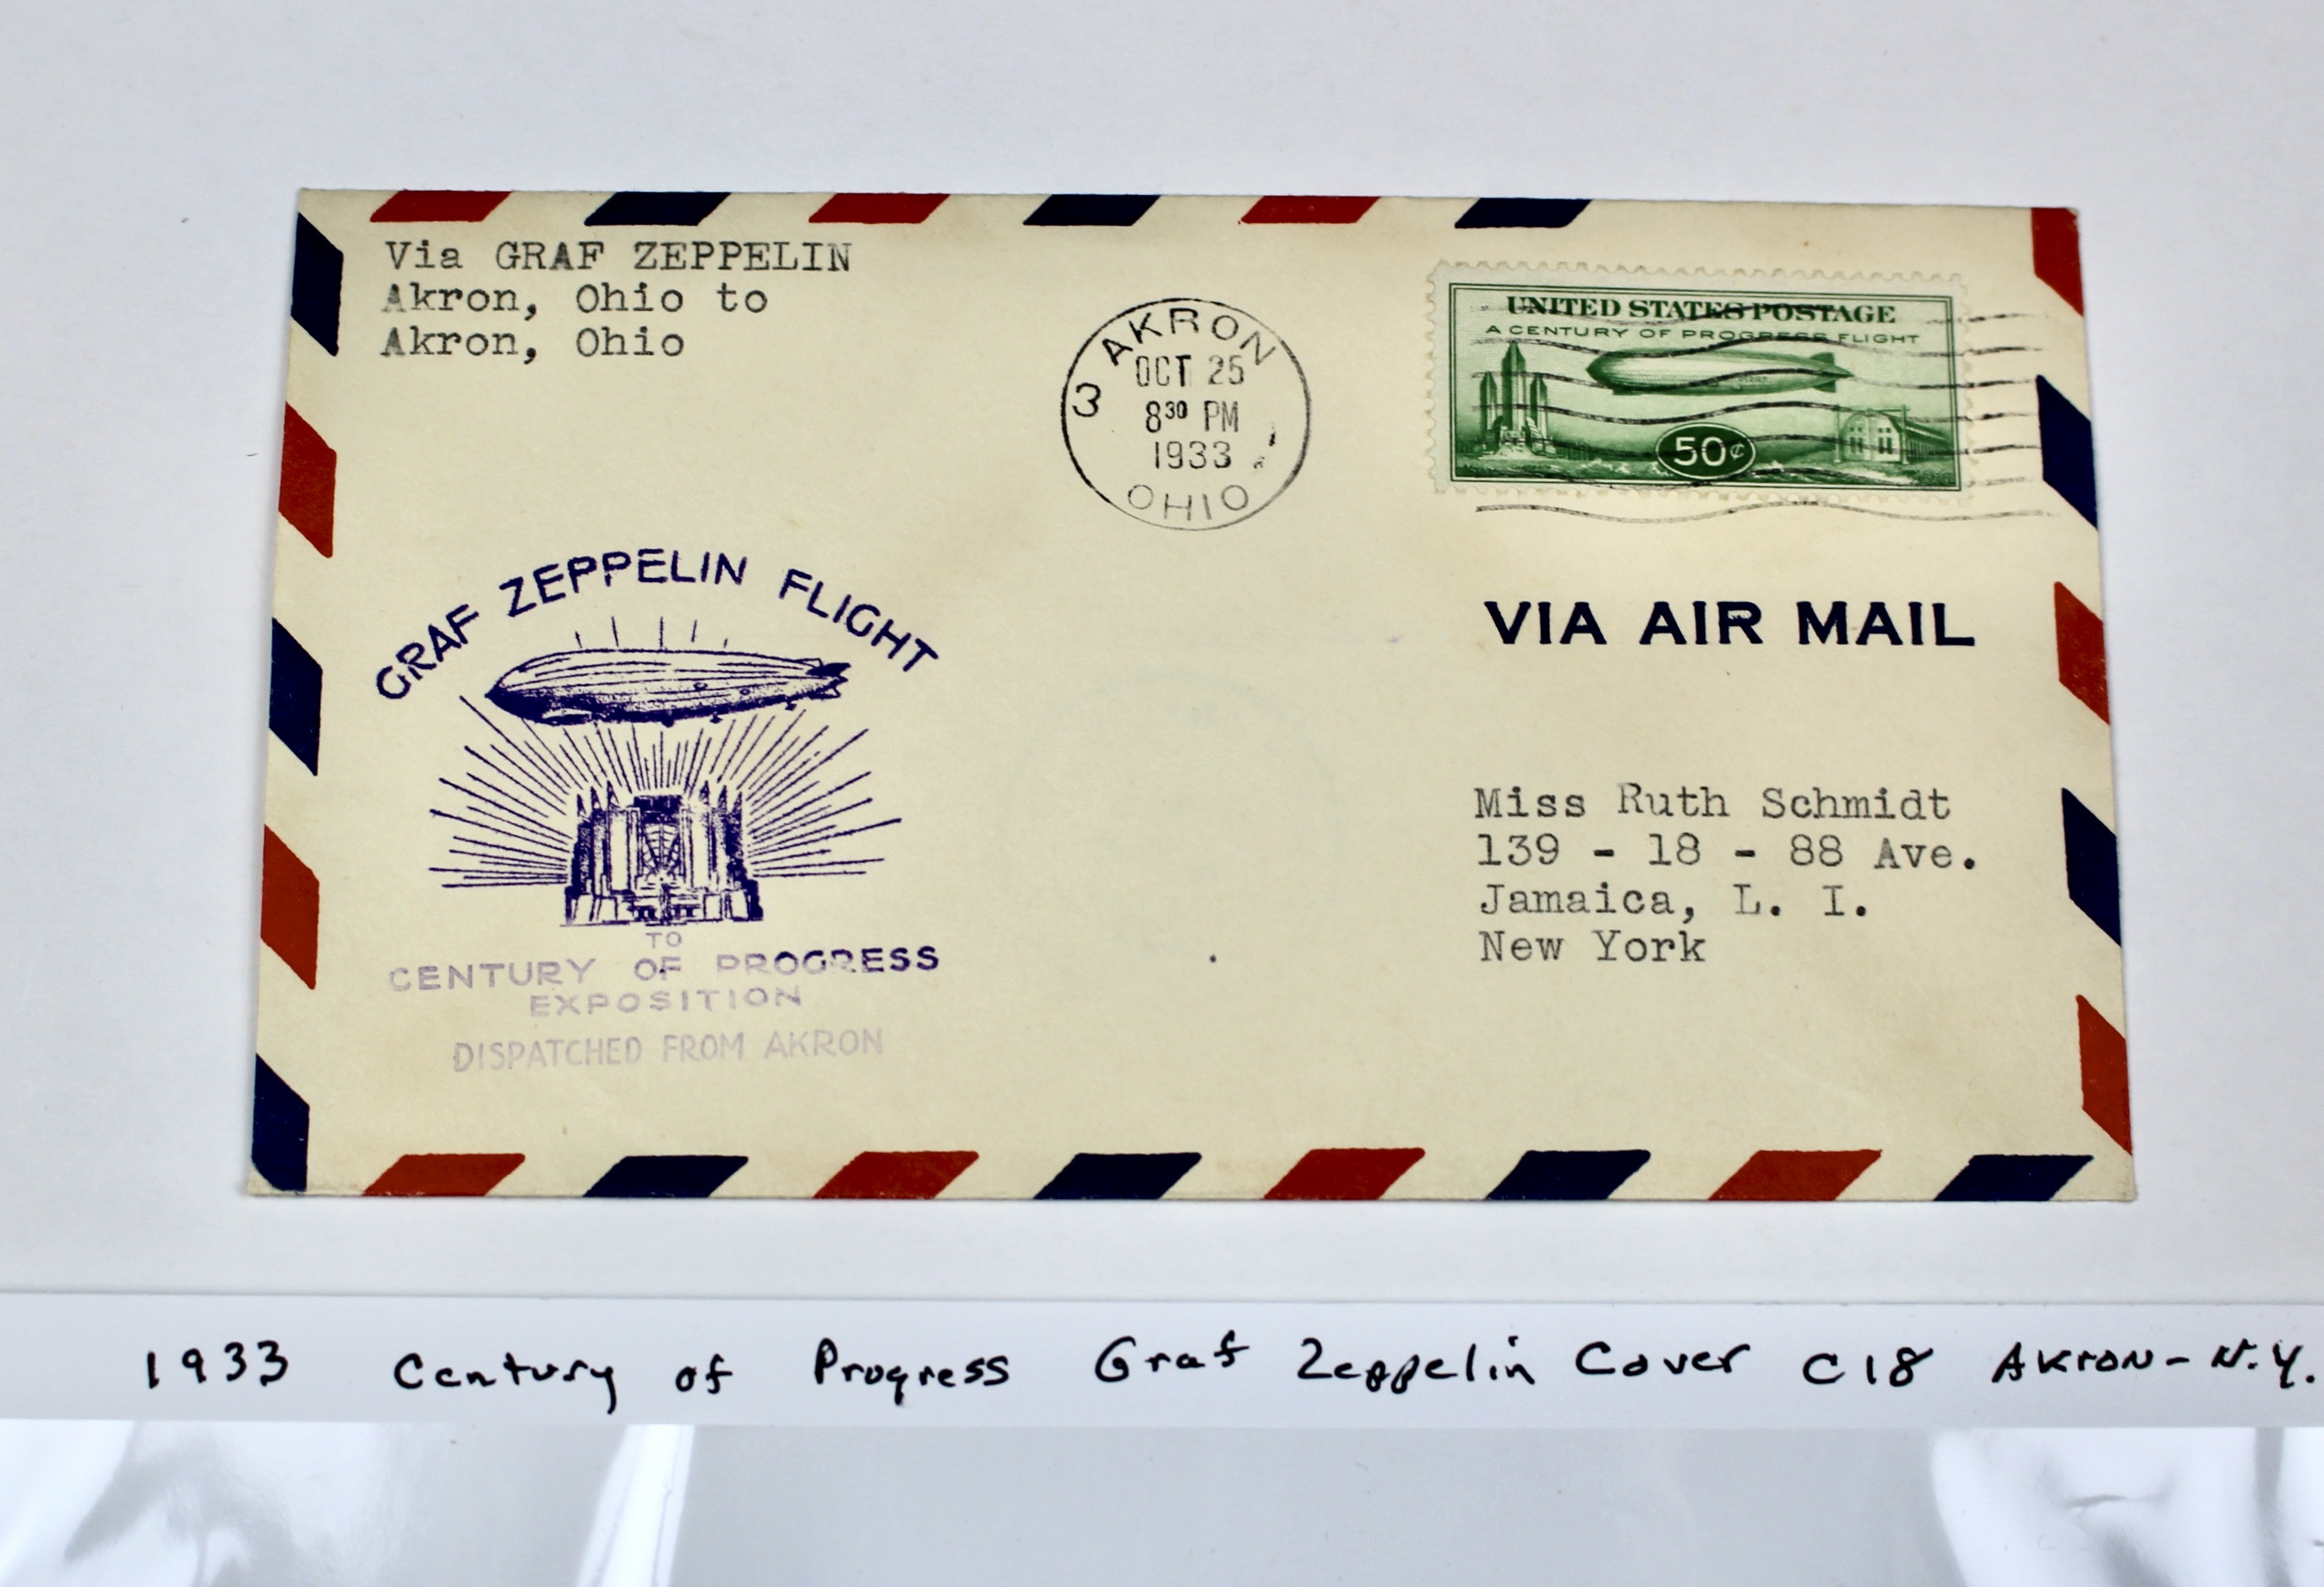 Via GRAF ZEPPELIN
Akron, Ohio to
Akron, Ohio
AKRON
3
OCT 25
8³⁰ PM
1933
OHIO
UNITED STATES POSTAGE
A CENTURY OF PROGRESS FLIGHT
50¢
GRAF ZEPPELIN FLIGHT
TO
CENTURY OF PROGRESS
EXPOSITION
DISPATCHED FROM AKRON
VIA AIR MAIL
Miss Ruth Schmidt
139 - 18 - 88 Ave.
Jamaica, L. I.
New York
1933 Century of Progress Graf Zeppelin Cover C18 Akron - N.Y.